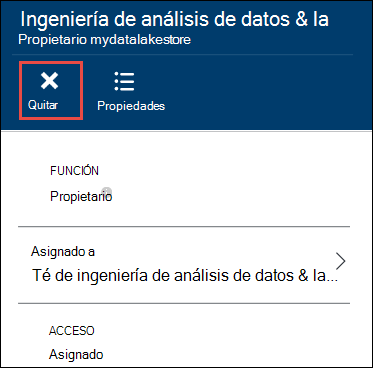 Ingeniería de análisis de datos & la
Propietario mydatalakestore
Quitar
Propiedades
FUNCIÓN
Propietario
Asignado a
Té de ingeniería de análisis de datos & la...
ACCESO
Asignado